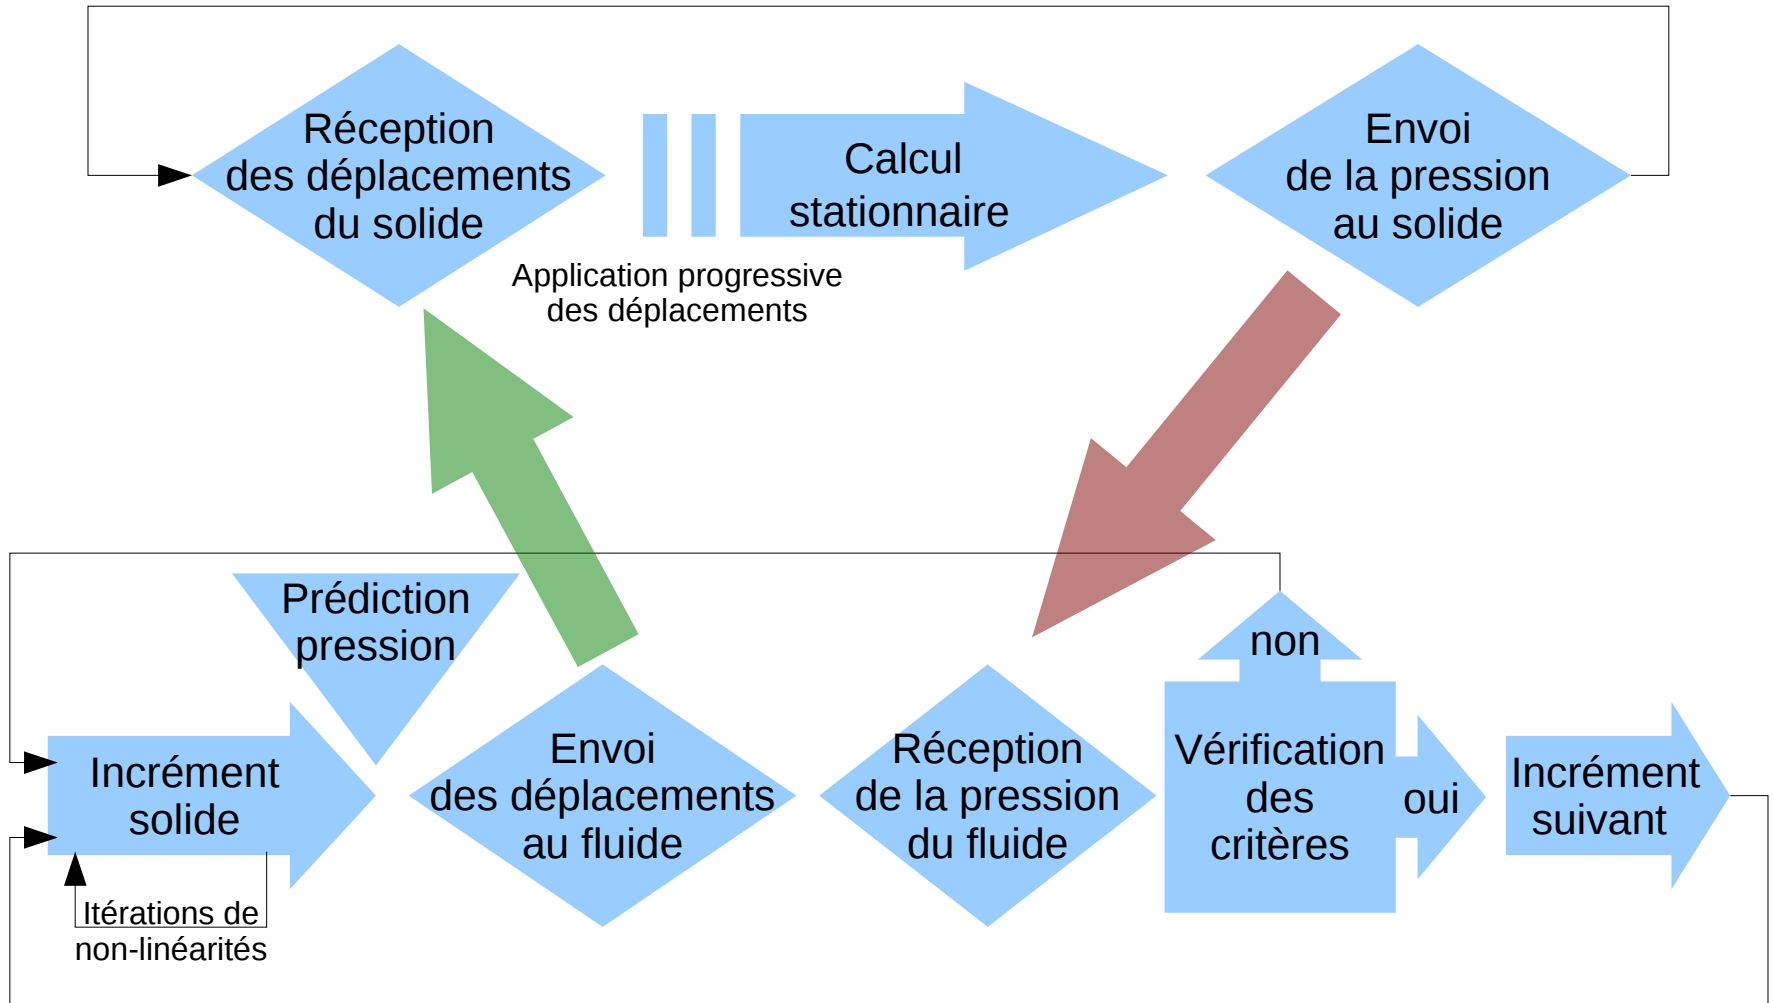 Réception
des déplacements
du solide
Calcul
stationnaire
Envoi
de la pression
au solide
Application progressive
des déplacements
Prédiction
pression
non
Incrément
solide
Envoi
des déplacements
au fluide
Réception
de la pression
du fluide
Vérification
des
critères
oui
Incrément
suivant
Itérations de
non-linéarités